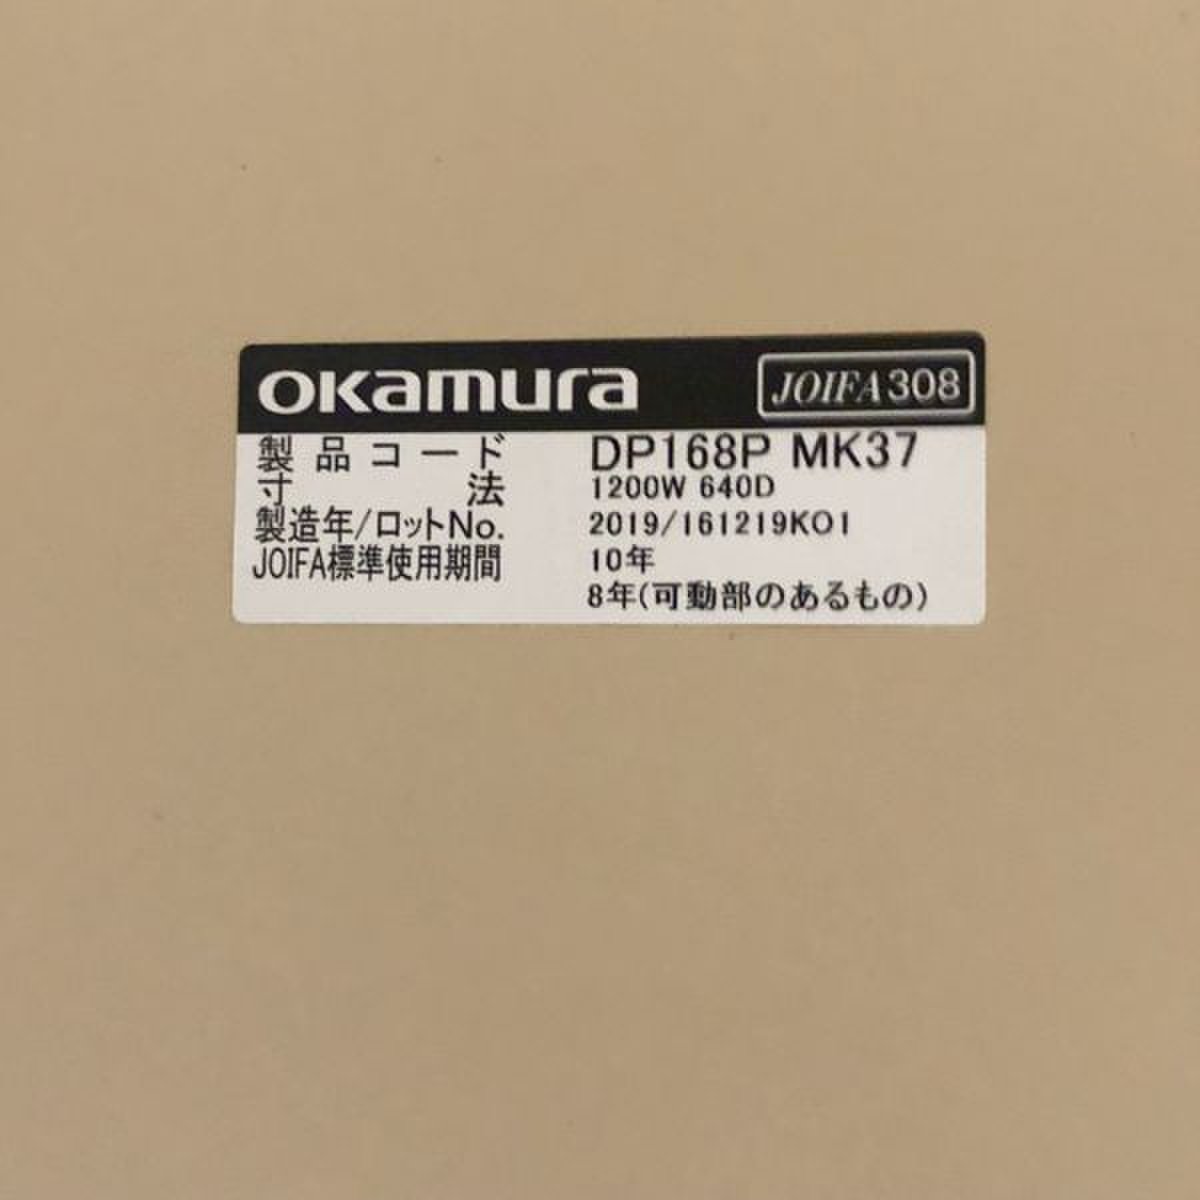 okamura JOIFA308
製品コード DP168P MK37
寸法 1200W 640D
製造年/ロットNo. 2019/161219KO1
JOIFA標準使用期間 10年
8年(可動部のあるもの)